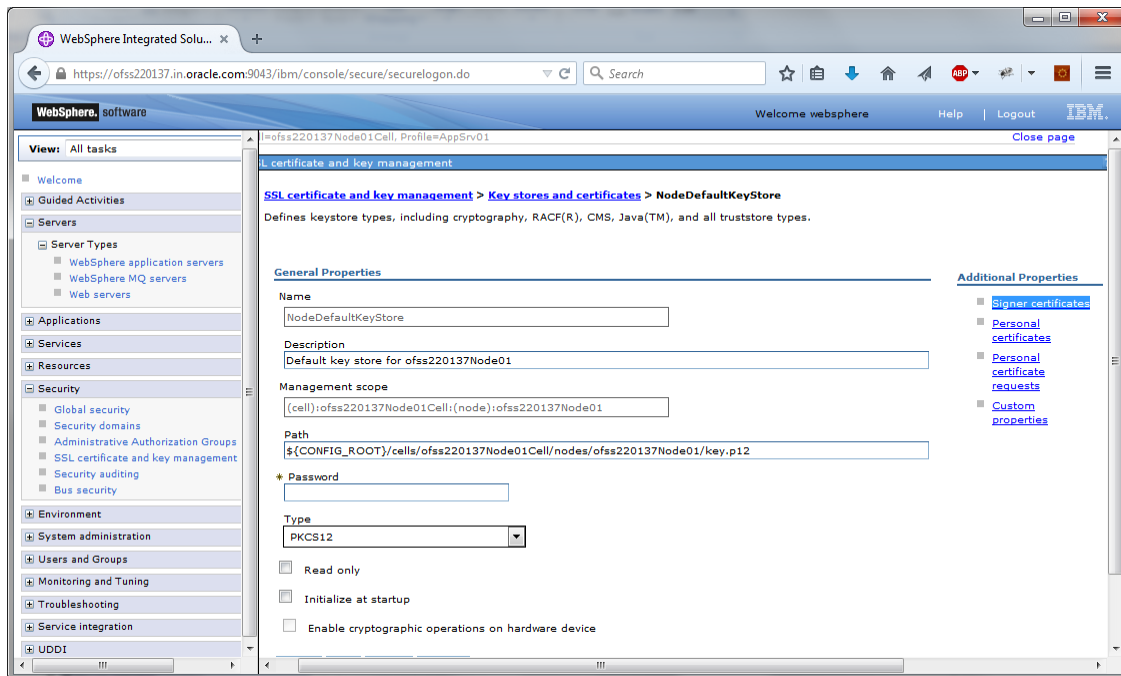 WebSphere Integrated Solu... × +
https://ofss220137.in.oracle.com:9043/ibm/console/secure/securelogon.do
Search
ABP
WebSphere. software
Welcome websphere
Help | Logout
IBM.
View: All tasks
Welcome
Guided Activities
Servers
Server Types
WebSphere application servers
WebSphere MQ servers
Web servers
Applications
Services
Resources
Security
Global security
Security domains
Administrative Authorization Groups
SSL certificate and key management
Security auditing
Bus security
Environment
System administration
Users and Groups
Monitoring and Tuning
Troubleshooting
Service integration
UDDI
l=ofss220137Node01Cell, Profile=AppSrv01
Close page
SL certificate and key management
SSL certificate and key management > Key stores and certificates > NodeDefaultKeyStore
Defines keystore types, including cryptography, RACF(R), CMS, Java(TM), and all truststore types.
General Properties
Name
NodeDefaultKeyStore
Description
Default key store for ofss220137Node01
Management scope
(cell):ofss220137Node01Cell:(node):ofss220137Node01
Path
${CONFIG_ROOT}/cells/ofss220137Node01Cell/nodes/ofss220137Node01/key.p12
* Password
Type
PKCS12
Read only
Initialize at startup
Enable cryptographic operations on hardware device
Additional Properties
Signer certificates
Personal
certificates
Personal
certificate
requests
Custom
properties